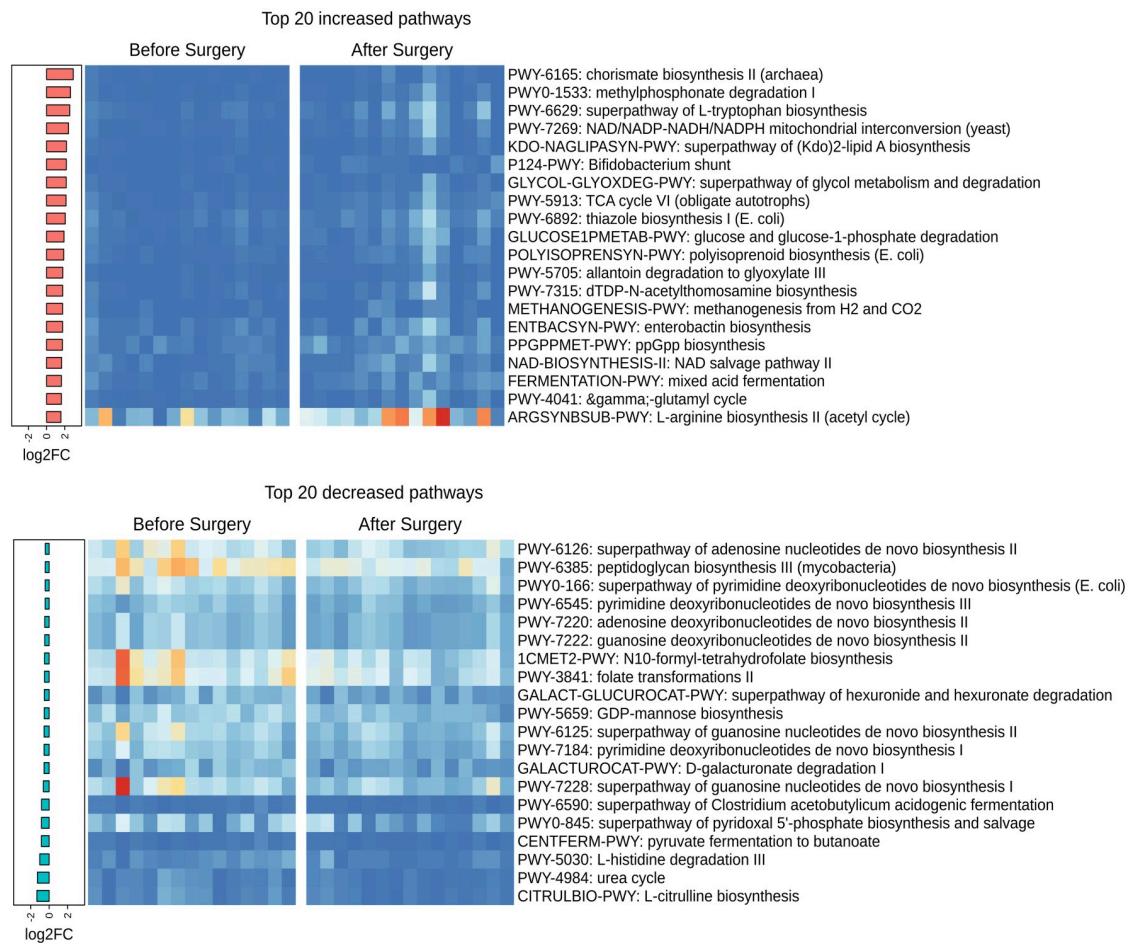 Top 20 increased pathways
Before Surgery After Surgery
PWY-6165: chorismate biosynthesis II (archaea)
PWY0-1533: methylphosphonate degradation I
PWY-6629: superpathway of L-tryptophan biosynthesis
PWY-7269: NAD/NADP-NADH/NADPH mitochondrial interconversion (yeast)
KDO-NAGLIPASYN-PWY: superpathway of (Kdo)2-lipid A biosynthesis
P124-PWY: Bifidobacterium shunt
GLYCOL-GLYOXDEG-PWY: superpathway of glycol metabolism and degradation
PWY-5913: TCA cycle VI (obligate autotrophs)
PWY-6892: thiazole biosynthesis I (E. coli)
GLUCOSE1PMETAB-PWY: glucose and glucose-1-phosphate degradation
POLYISOPRENSYN-PWY: polyisoprenoid biosynthesis (E. coli)
PWY-5705: allantoin degradation to glyoxylate III
PWY-7315: dTDP-N-acetylthomosamine biosynthesis
METHANOGENESIS-PWY: methanogenesis from H2 and CO2
ENTBACSYN-PWY: enterobactin biosynthesis
PPGPPMET-PWY: ppGpp biosynthesis
NAD-BIOSYNTHESIS-II: NAD salvage pathway II
FERMENTATION-PWY: mixed acid fermentation
PWY-4041: &gamma;-glutamyl cycle
ARGSYNBSUB-PWY: L-arginine biosynthesis II (acetyl cycle)
-2 0 2
log2FC
Top 20 decreased pathways
Before Surgery After Surgery
PWY-6126: superpathway of adenosine nucleotides de novo biosynthesis II
PWY-6385: peptidoglycan biosynthesis III (mycobacteria)
PWY0-166: superpathway of pyrimidine deoxyribonucleotides de novo biosynthesis (E. coli)
PWY-6545: pyrimidine deoxyribonucleotides de novo biosynthesis III
PWY-7220: adenosine deoxyribonucleotides de novo biosynthesis II
PWY-7222: guanosine deoxyribonucleotides de novo biosynthesis II
1CMET2-PWY: N10-formyl-tetrahydrofolate biosynthesis
PWY-3841: folate transformations II
GALACT-GLUCUROCAT-PWY: superpathway of hexuronide and hexuronate degradation
PWY-5659: GDP-mannose biosynthesis
PWY-6125: superpathway of guanosine nucleotides de novo biosynthesis II
PWY-7184: pyrimidine deoxyribonucleotides de novo biosynthesis I
GALACTUROCAT-PWY: D-galacturonate degradation I
PWY-7228: superpathway of guanosine nucleotides de novo biosynthesis I
PWY-6590: superpathway of Clostridium acetobutylicum acidogenic fermentation
PWY0-845: superpathway of pyridoxal 5'-phosphate biosynthesis and salvage
CENTFERM-PWY: pyruvate fermentation to butanoate
PWY-5030: L-histidine degradation III
PWY-4984: urea cycle
CITRULBIO-PWY: L-citrulline biosynthesis
-2 0 2
log2FC